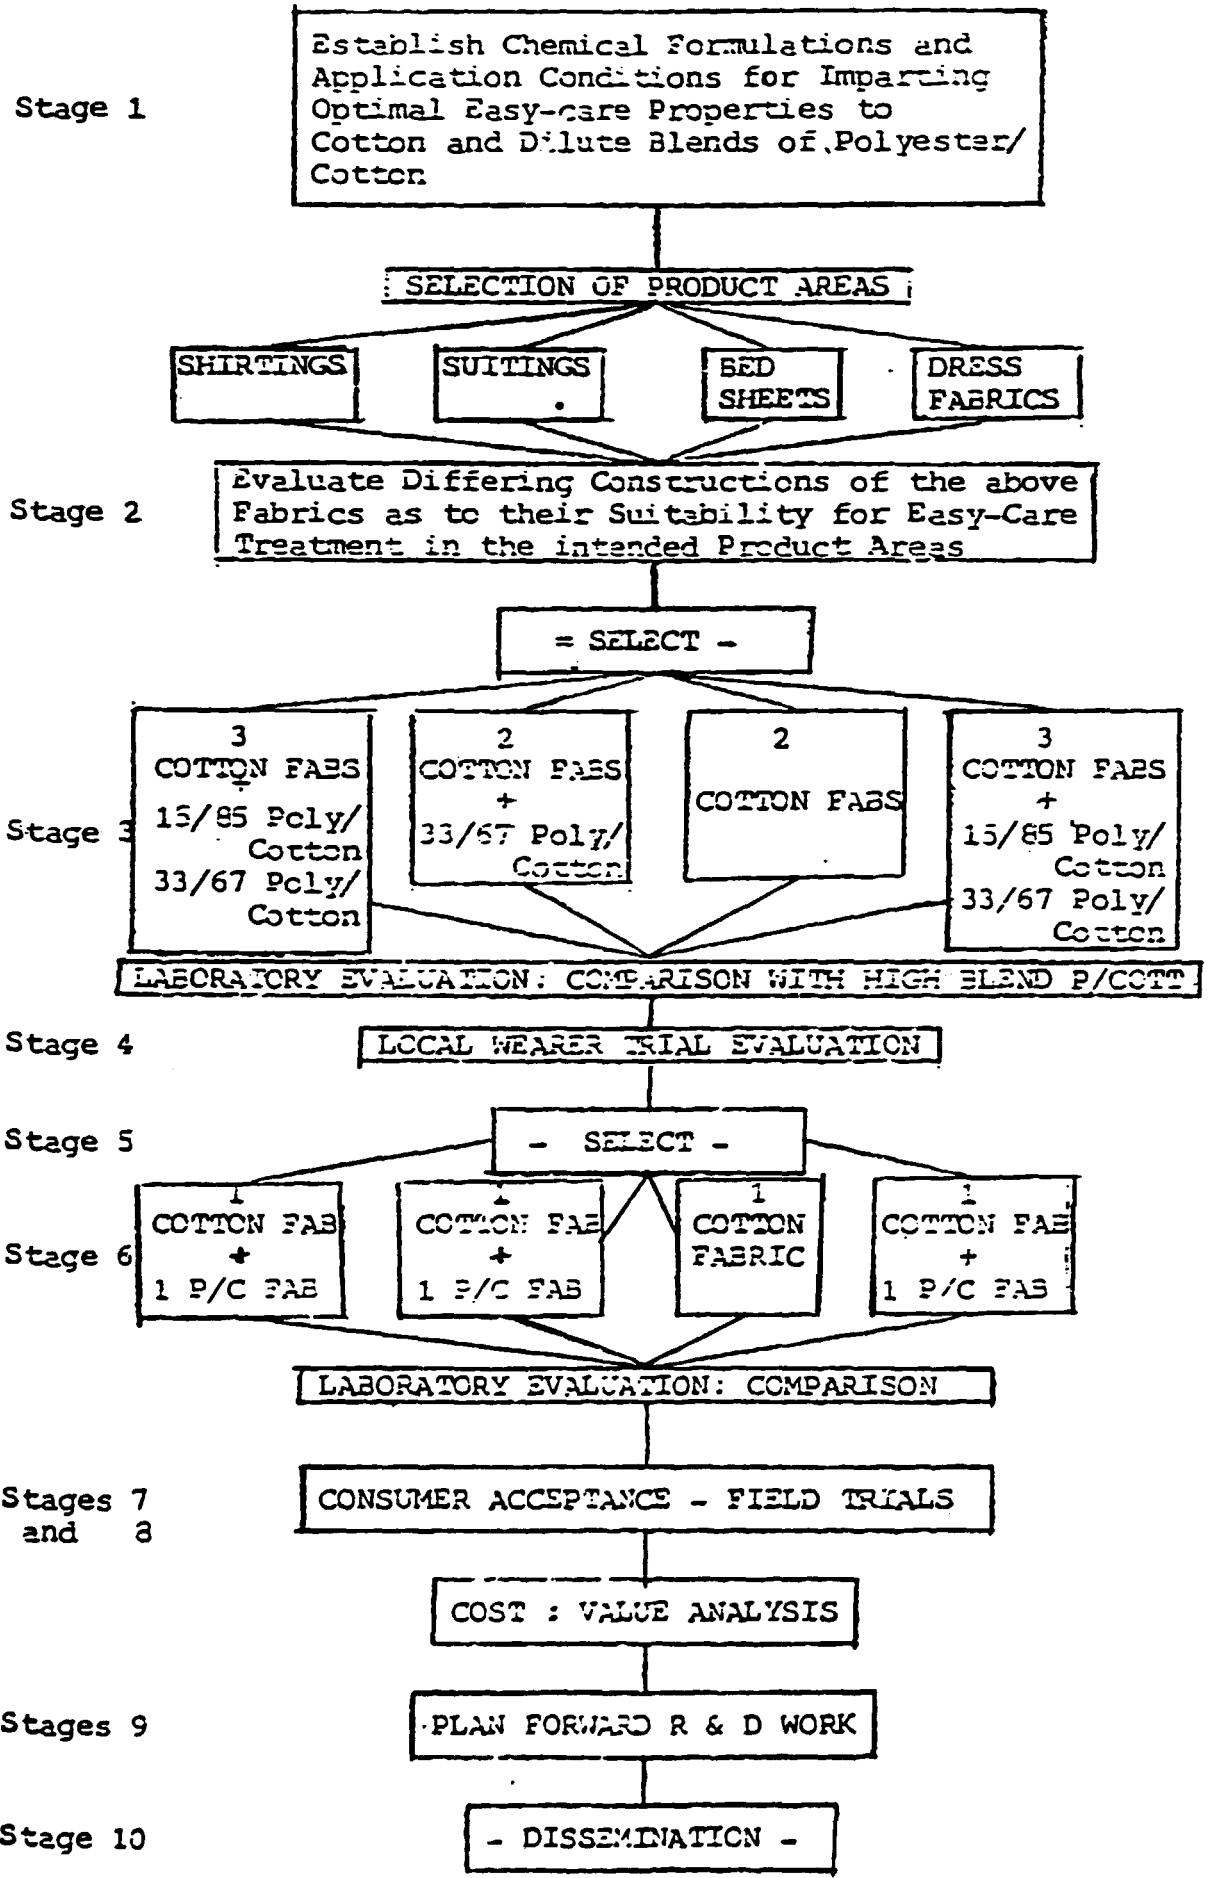 Establish Chemical Formulations and
Application Conditions for Imparting
Stage 1
Optimal Easy-care Properties to
Cotton and Dilute Blends of Polyester/
Cotton
SELECTION OF PRODUCT AREAS
SHIRTINGS
SUITINGS
BED
SHEETS
DRESS
FABRICS
Stage 2
Evaluate Differing Constructions of the above
Fabrics as to their Suitability for Easy-Care
Treatment in the intended Product Areas
= SELECT -
Stage 3
3
COTTON FABS
+
15/85 Poly/
Cotton
33/67 Poly/
Cotton
2
COTTON FABS
+
33/67 Poly/
Cotton
2
COTTON FABS
3
COTTON FABS
+
15/85 Poly/
Cotton
33/67 Poly/
Cotton
LABORATORY EVALUATION: COMPARISON WITH HIGH BLEND P/COTT
Stage 4
LOCAL WEARER TRIAL EVALUATION
Stage 5
- SELECT -
Stage 6
1
COTTON FAB
+
1 P/C FAB
1
COTTON FAB
+
1 P/C FAB
1
COTTON
FABRIC
1
COTTON FAB
+
1 P/C FAB
LABORATORY EVALUATION: COMPARISON
Stages 7
and 8
CONSUMER ACCEPTANCE - FIELD TRIALS
COST : VALUE ANALYSIS
Stages 9
PLAN FORWARD R & D WORK
Stage 10
- DISSEMINATION -